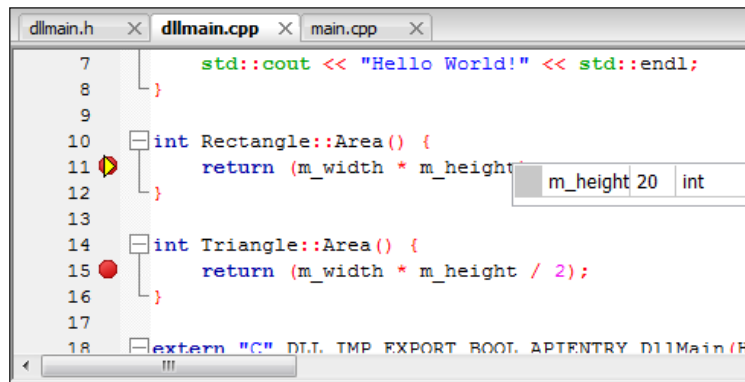 dllmain.h dllmain.cpp main.cpp
7 std::cout << "Hello World!" << std::endl;
8 }
9
10 int Rectangle::Area() {
11 return (m_width * m_height
m_height 20 int
12 }
13
14 int Triangle::Area() {
15 return (m_width * m_height / 2);
16 }
17
18 extern "C" DLL_IMP_EXPORT BOOL APIENTRY DllMain(H